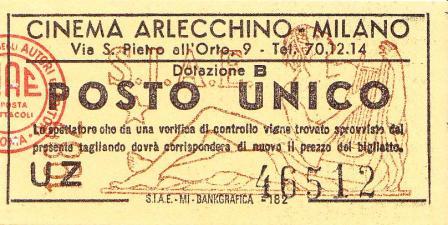 CINEMA ARLECCHINO - MILANO
Via S. Pietro all'Orto, 9 - Tel. 70.12.14
Dotazione B
S.I.A.E.
POSTO UNICO
Lo spettatore che da una verifica di controllo viene trovato sprovvisto del
presente tagliando dovrà corrispondere di nuovo il prezzo del biglietto.
UZ 46512
S.I.A.E. - MI - BANKGRAFICA - 182